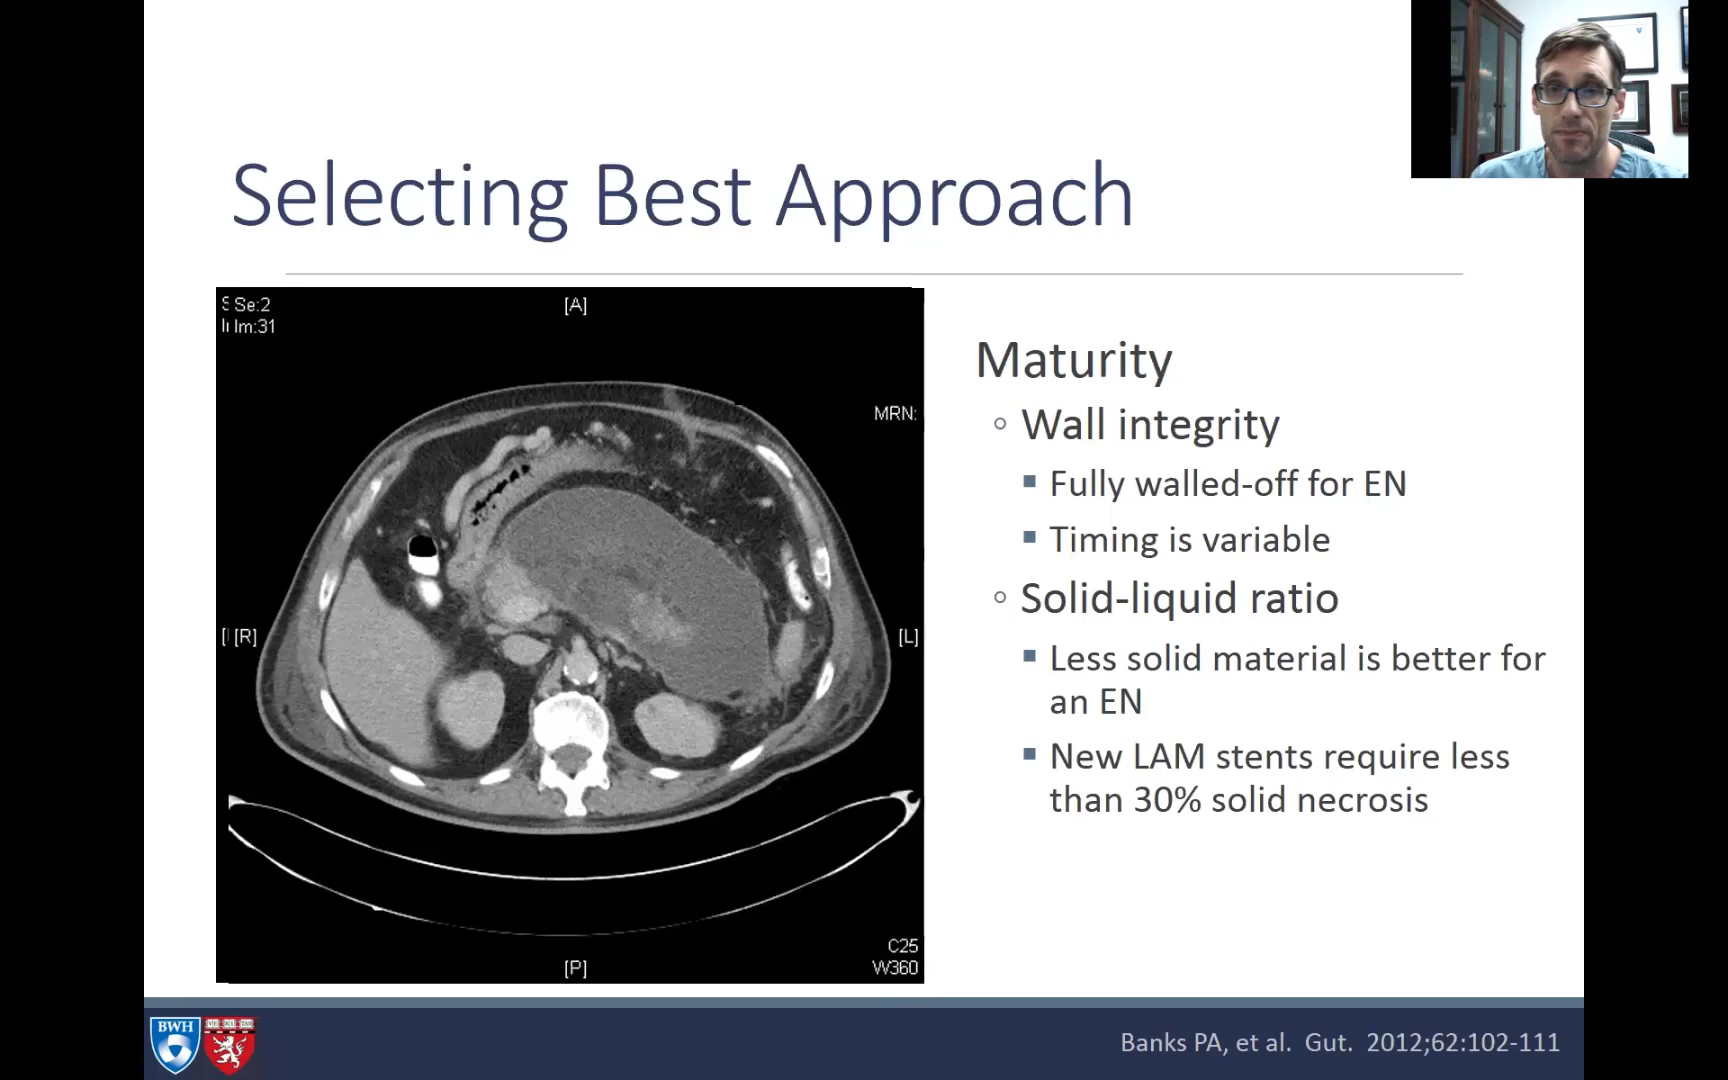 Selecting Best Approach
Se:2
Im:31
[A]
MRN:
[R]
[L]
C25
W360
[P]
Maturity
Wall integrity
Fully walled-off for EN
Timing is variable
Solid-liquid ratio
Less solid material is better for
an EN
New LAM stents require less
than 30% solid necrosis
BWH
Banks PA, et al. Gut. 2012;62:102-111